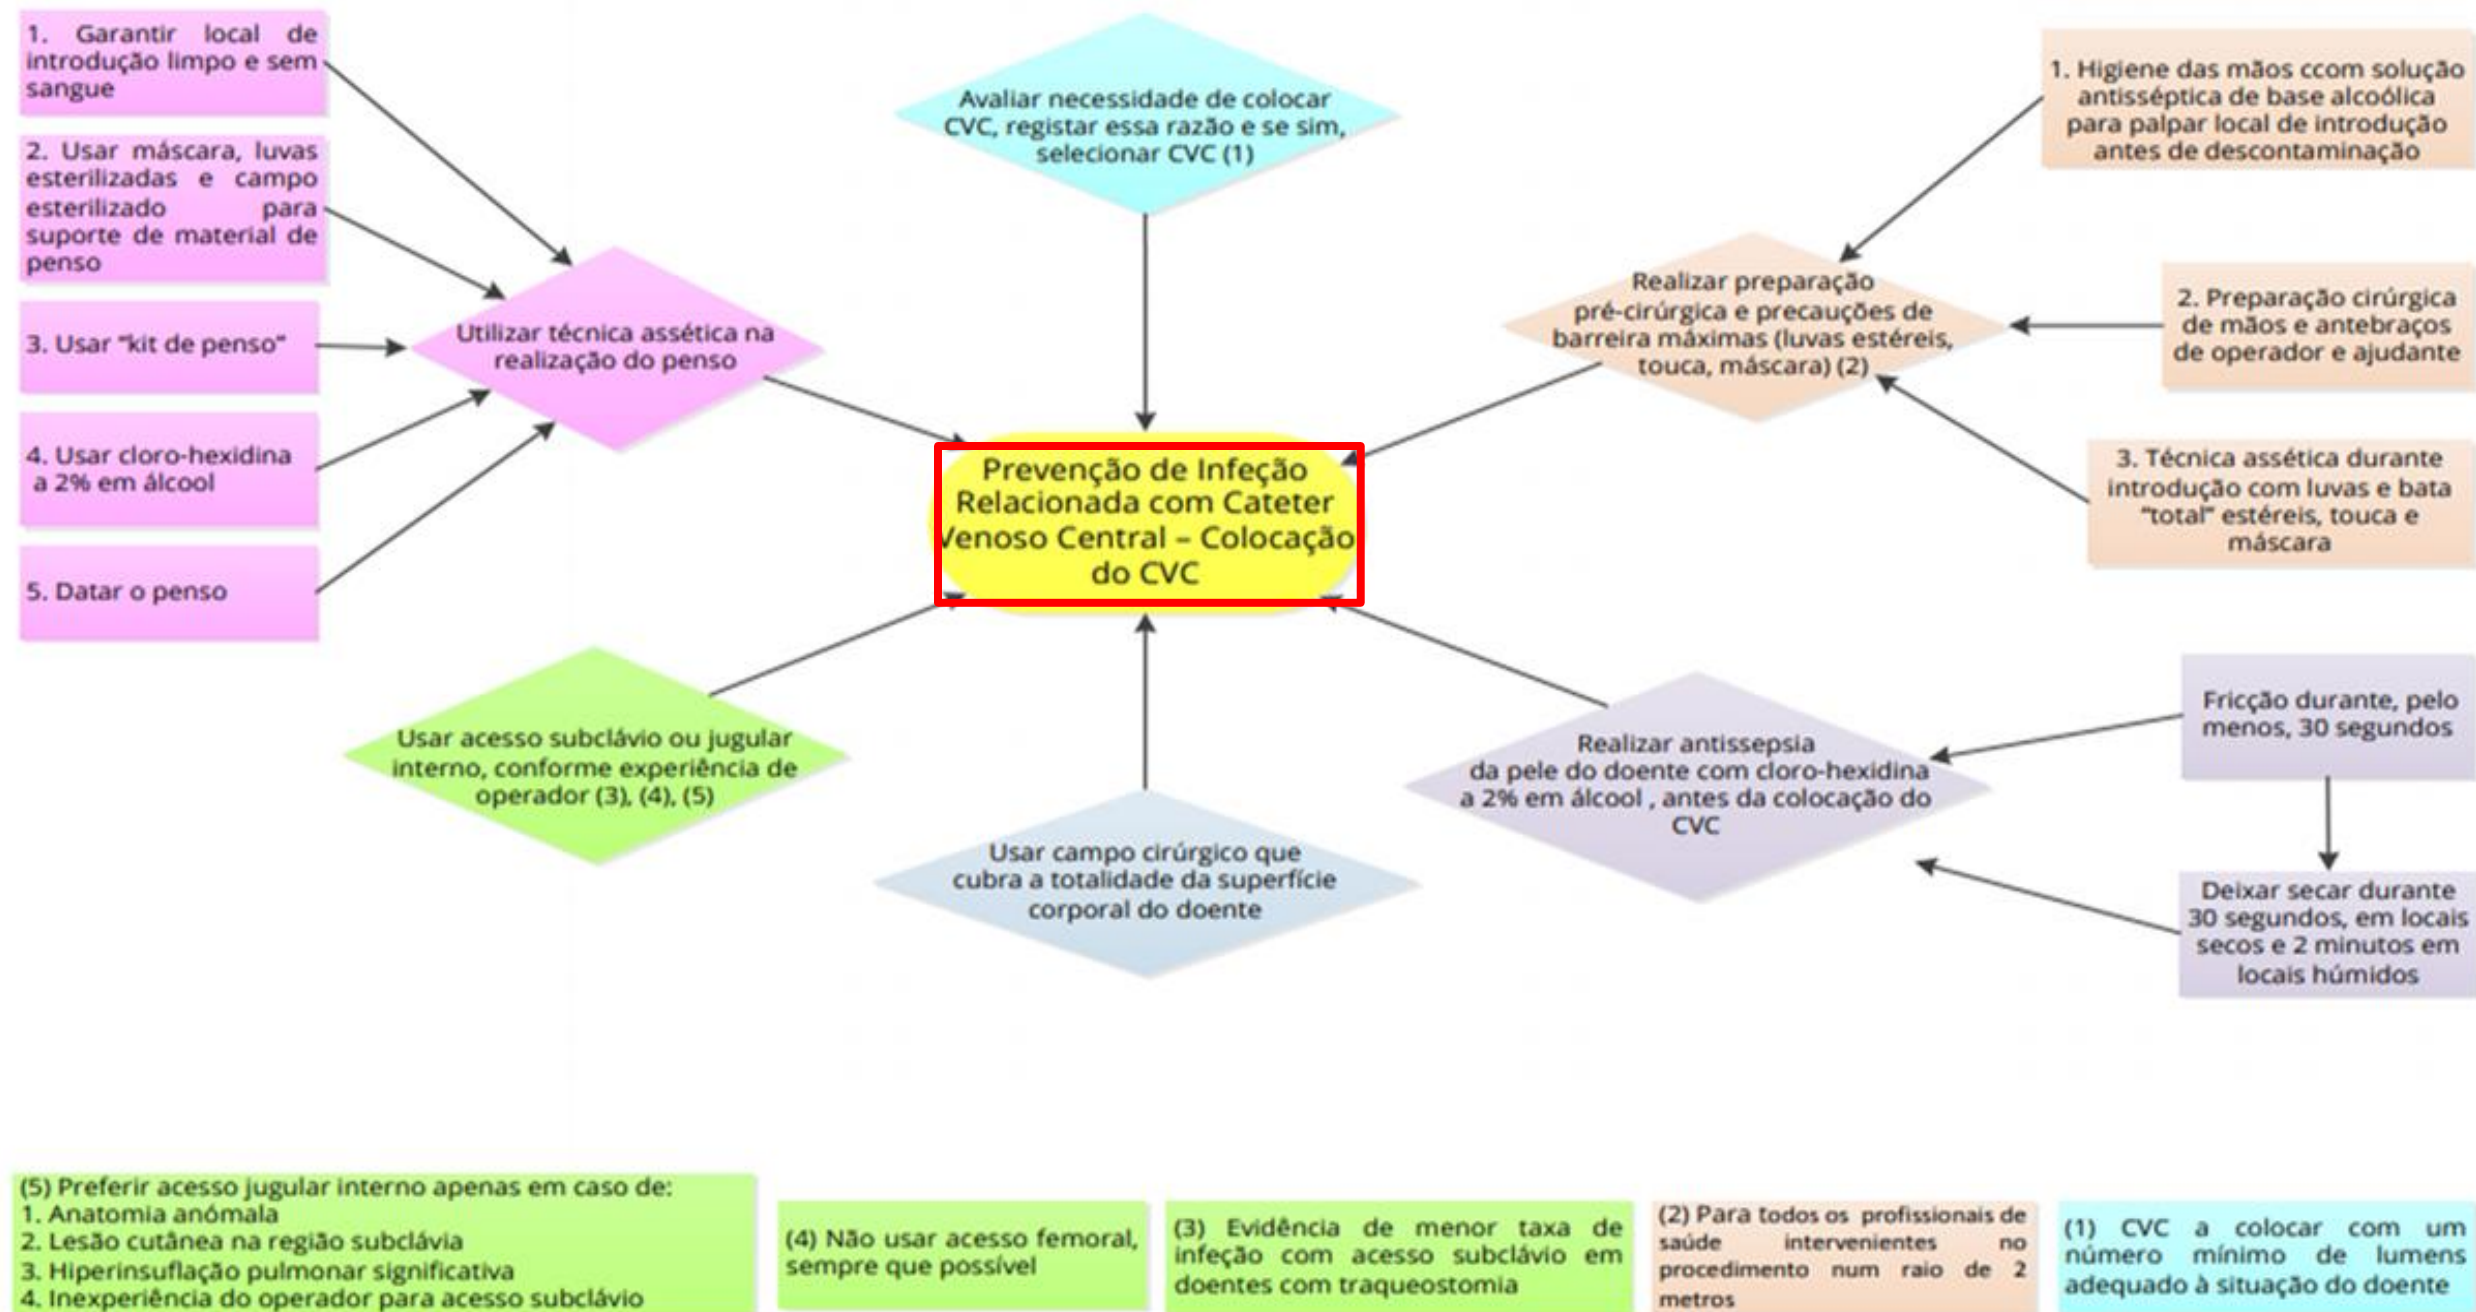 1. Garantir local de
introdução limpo e sem
sangue
2. Usar máscara, luvas
esterilizadas e campo
esterilizado para
suporte de material de
penso
3. Usar “kit de penso”
4. Usar cloro-hexidina
a 2% em álcool
5. Datar o penso
Utilizar técnica assética na
realização do penso
Avaliar necessidade de colocar
CVC, registar essa razão e se sim,
selecionar CVC (1)
Realizar preparação
pré-cirúrgica e precauções de
barreira máximas (luvas estéreis,
touca, máscara) (2)
1. Higiene das mãos ccom solução
antisséptica de base alcoólica
para palpar local de introdução
antes de descontaminação
2. Preparação cirúrgica
de mãos e antebraços
de operador e ajudante
3. Técnica assética durante
introdução com luvas e bata
“total” estéreis, touca e
máscara
Prevenção de Infeção
Relacionada com Cateter
Venoso Central – Colocação
do CVC
Usar acesso subclávio ou jugular
interno, conforme experiência de
operador (3), (4), (5)
Usar campo cirúrgico que
cubra a totalidade da superfície
corporal do doente
Realizar antissepsia
da pele do doente com cloro-hexidina
a 2% em álcool , antes da colocação do
CVC
Fricção durante, pelo
menos, 30 segundos
Deixar secar durante
30 segundos, em locais
secos e 2 minutos em
locais húmidos
(5) Preferir acesso jugular interno apenas em caso de:
1. Anatomia anómala
2. Lesão cutânea na região subclávia
3. Hiperinsuflação pulmonar significativa
4. Inexperiência do operador para acesso subclávio
(4) Não usar acesso femoral,
sempre que possível
(3) Evidência de menor taxa de
infeção com acesso subclávio em
doentes com traqueostomia
(2) Para todos os profissionais de
saúde intervenientes no
procedimento num raio de 2
metros
(1) CVC a colocar com um
número mínimo de lumens
adequado à situação do doente